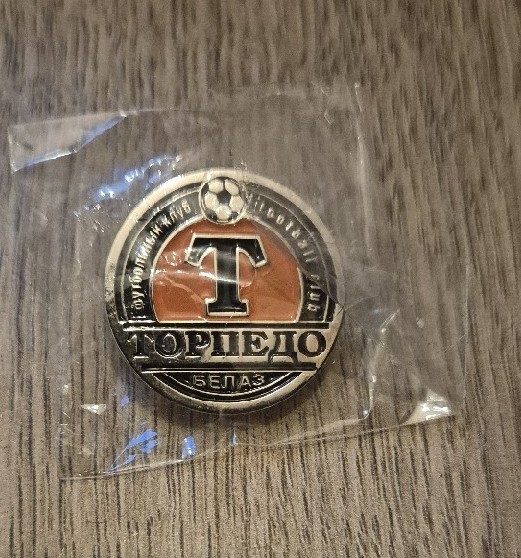 футбольный клуб
football club
Т
ТОРПЕДО
БЕЛАЗ